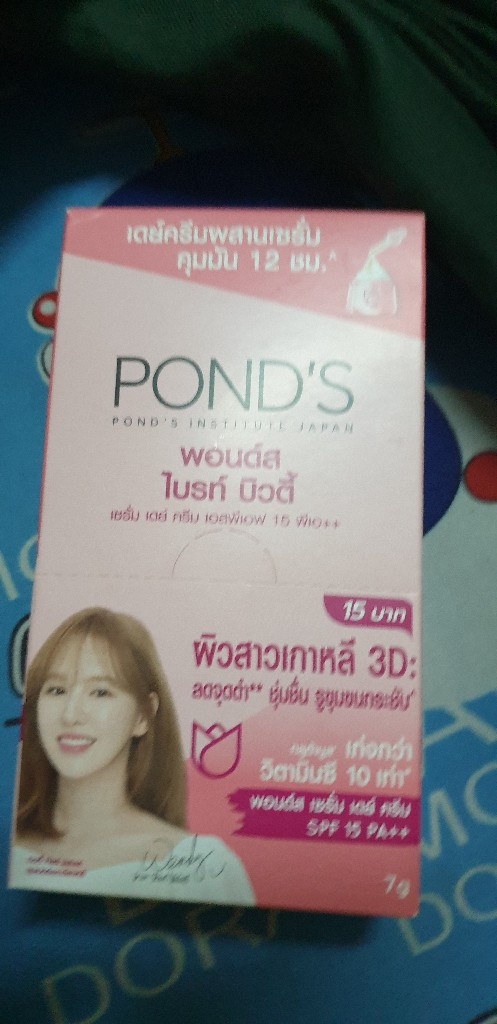 เดย์ครีมผสานเซรั่ม
คุมมัน 12 ชม.^
POND'S
POND'S INSTITUTE JAPAN
พอนด์ส
ไบรท์ บิวตี้
เซรั่ม เดย์ ครีม เอสพีเอฟ 15 พีเอ++
15 บาท
ผิวสาวเกาหลี 3D:
ลดจุดด่ำ** ชุ่มชื้น รูขุมขนกระชับ^
เก่งกว่า
วิตามินซี 10 เท่า*
พอนด์ส เซรั่ม เดย์ ครีม
SPF 15 PA++
Wendy
7g
DORA
DO
MO